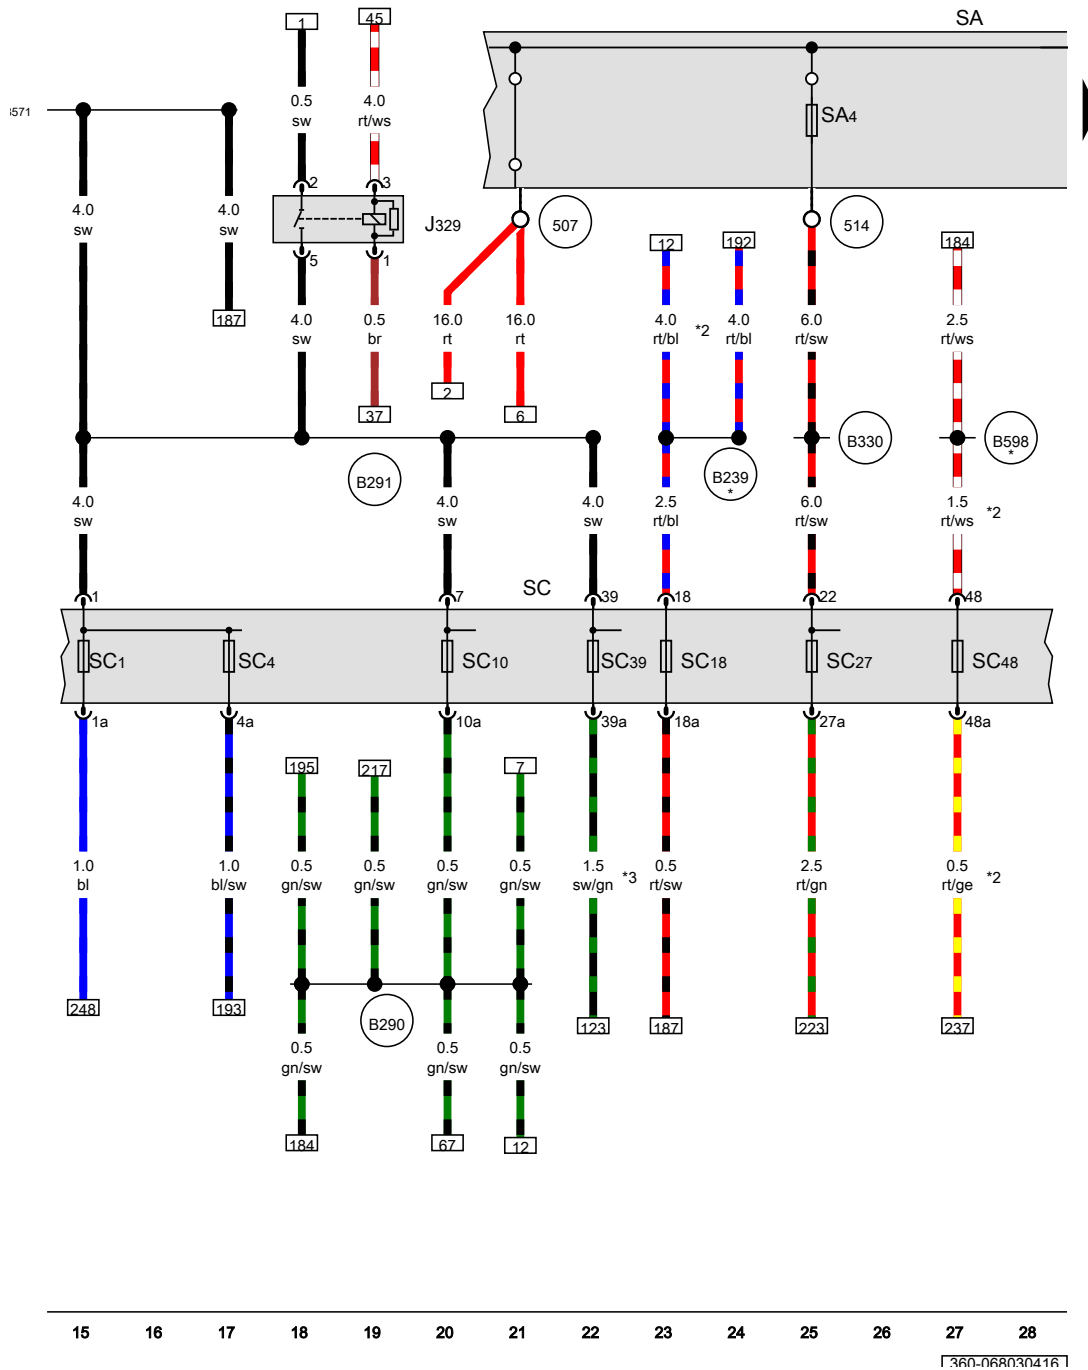 1
45
SA
0.5
sw
4.0
rt/ws
SA4
3571
2
3
4.0
sw
4.0
sw
J329
507
514
5
1
12
192
184
187
4.0
sw
0.5
br
16.0
rt
16.0
rt
4.0
rt/bl
*2
4.0
rt/bl
6.0
rt/sw
2.5
rt/ws
37
2
6
B291
B239
*
B330
B598
*
4.0
sw
4.0
sw
4.0
sw
2.5
rt/bl
6.0
rt/sw
1.5
rt/ws
*2
SC
1
7
39
18
22
48
SC1
SC4
SC10
SC39
SC18
SC27
SC48
1a
4a
10a
39a
18a
27a
48a
195
217
7
1.0
bl
1.0
bl/sw
0.5
gn/sw
0.5
gn/sw
0.5
gn/sw
0.5
gn/sw
1.5
sw/gn
*3
0.5
rt/sw
2.5
rt/gn
0.5
rt/ge
*2
248
193
B290
123
187
223
237
0.5
gn/sw
0.5
gn/sw
0.5
gn/sw
184
67
12
15 16 17 18 19 20 21 22 23 24 25 26 27 28
360-068030416